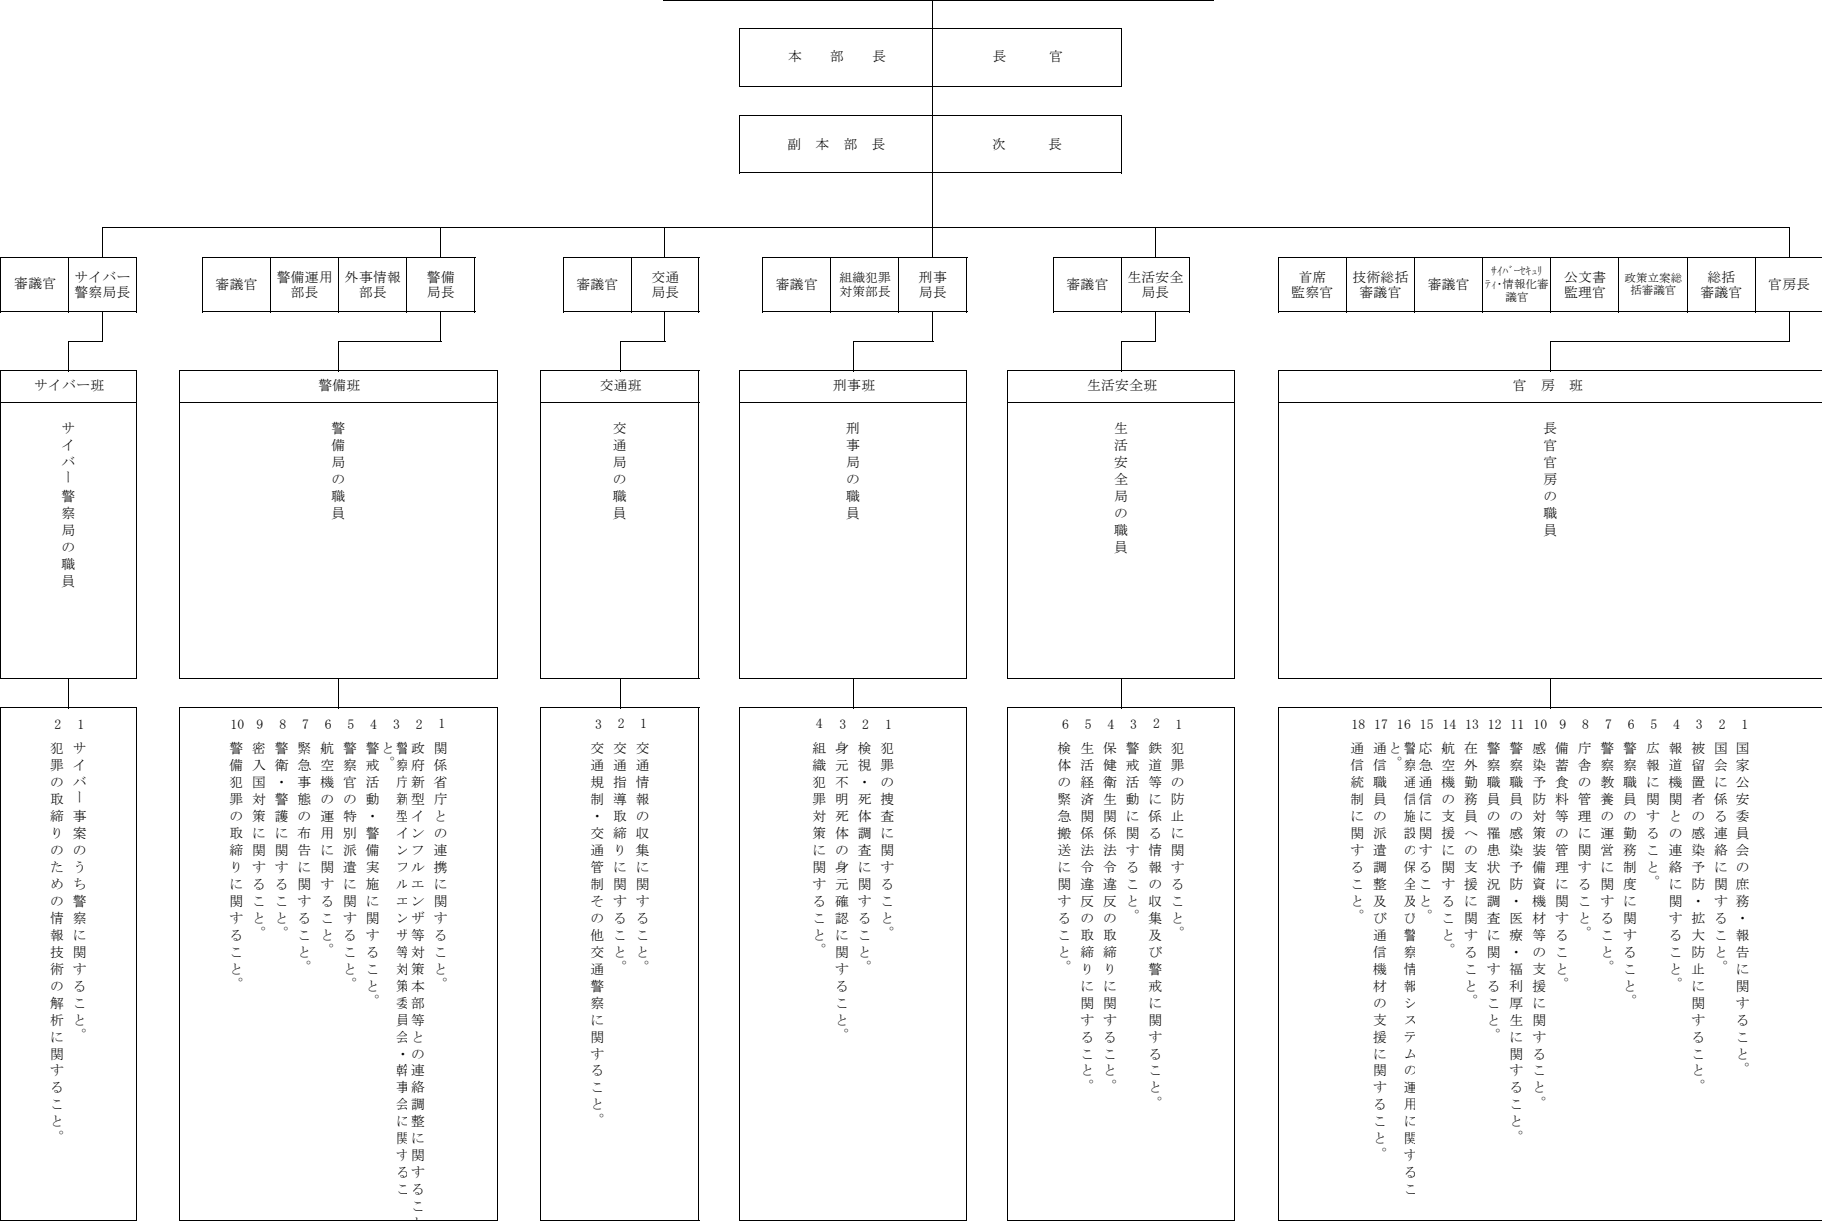 本部長
長官
副本部長
次長
官房長
総括
審議官
政策立案総
括審議官
公文書
監理官
ｻｲﾊﾞｰｾｷｭﾘ
ﾃｨ・情報化審
議官
審議官
技術総括
審議官
首席
監察官
生活安全
局長
審議官
刑事
局長
組織犯罪
対策部長
審議官
交通
局長
審議官
警備
局長
外事情報
部長
警備運用
部長
審議官
サイバー
警察局長
審議官
官房班
長官官房の職員
1 国家公安委員会の庶務・報告に関すること。
2 国会に係る連絡に関すること。
3 被留置者の感染予防・拡大防止に関すること。
4 報道機関との連絡に関すること。
5 広報に関すること。
6 警察職員の勤務制度に関すること。
7 警察教養の運営に関すること。
8 庁舎の管理に関すること。
9 備蓄食料等の管理に関すること。
10 感染予防対策装備資機材等の支援に関すること。
11 警察職員の感染予防・医療・福利厚生に関すること。
12 警察職員の罹患状況調査に関すること。
13 在外勤務員への支援に関すること。
14 航空機の支援に関すること。
15 応急通信に関すること。
16 警察通信施設の保全及び警察情報システムの運用に関するこ
と。
17 通信職員の派遣調整及び通信機材の支援に関すること。
18 通信統制に関すること。
生活安全班
生活安全局の職員
1 犯罪の防止に関すること。
2 鉄道等に係る情報の収集及び警戒に関すること。
3 警戒活動に関すること。
4 保健衛生関係法令違反の取締りに関すること。
5 生活経済関係法令違反の取締りに関すること。
6 検体の緊急搬送に関すること。
刑事班
刑事局の職員
1 犯罪の捜査に関すること。
2 検視・死体調査に関すること。
3 身元不明死体の身元確認に関すること。
4 組織犯罪対策に関すること。
交通班
交通局の職員
1 交通情報の収集に関すること。
2 交通指導取締りに関すること。
3 交通規制・交通管制その他交通警察に関すること。
警備班
警備局の職員
1 関係省庁との連携に関すること。
2 政府新型インフルエンザ等対策本部等との連絡調整に関するこ
3 警察庁新型インフルエンザ等対策委員会・幹事会に関するこ
と。
4 警戒活動・警備実施に関すること。
5 警察官の特別派遣に関すること。
6 航空機の運用に関すること。
7 緊急事態の布告に関すること。
8 警衛・警護に関すること。
9 密入国対策に関すること。
10 警備犯罪の取締りに関すること。
サイバー班
サイバー警察局の職員
1 サイバー事案のうち警察に関すること。
2 犯罪の取締りのための情報技術の解析に関すること。